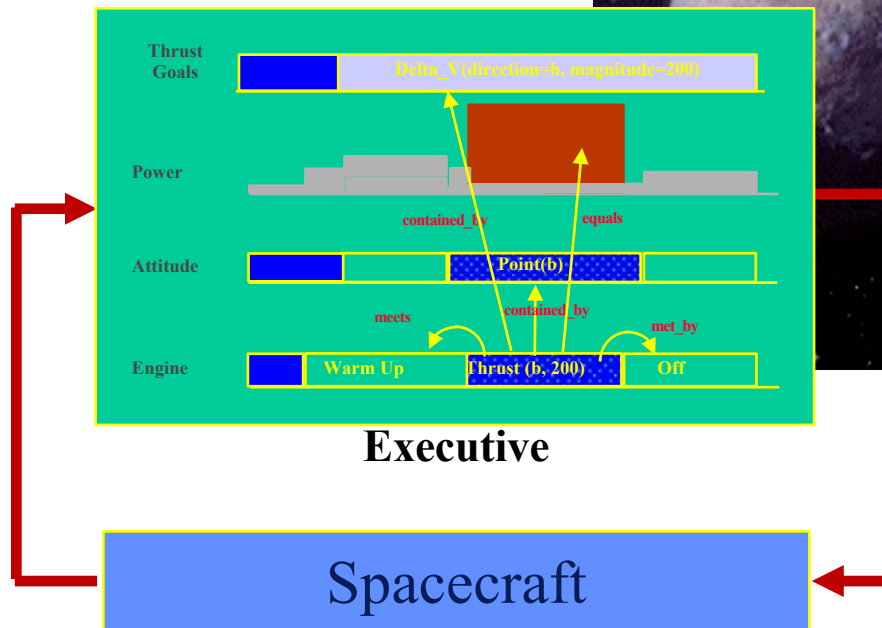 Thrust
Goals
Delta_V(direction=b, magnitude=200)
Power
contained_by
equals
Attitude
Point(b)
meets
contained_by
met_by
Engine
Warm Up
Thrust (b, 200)
Off
Executive
Spacecraft